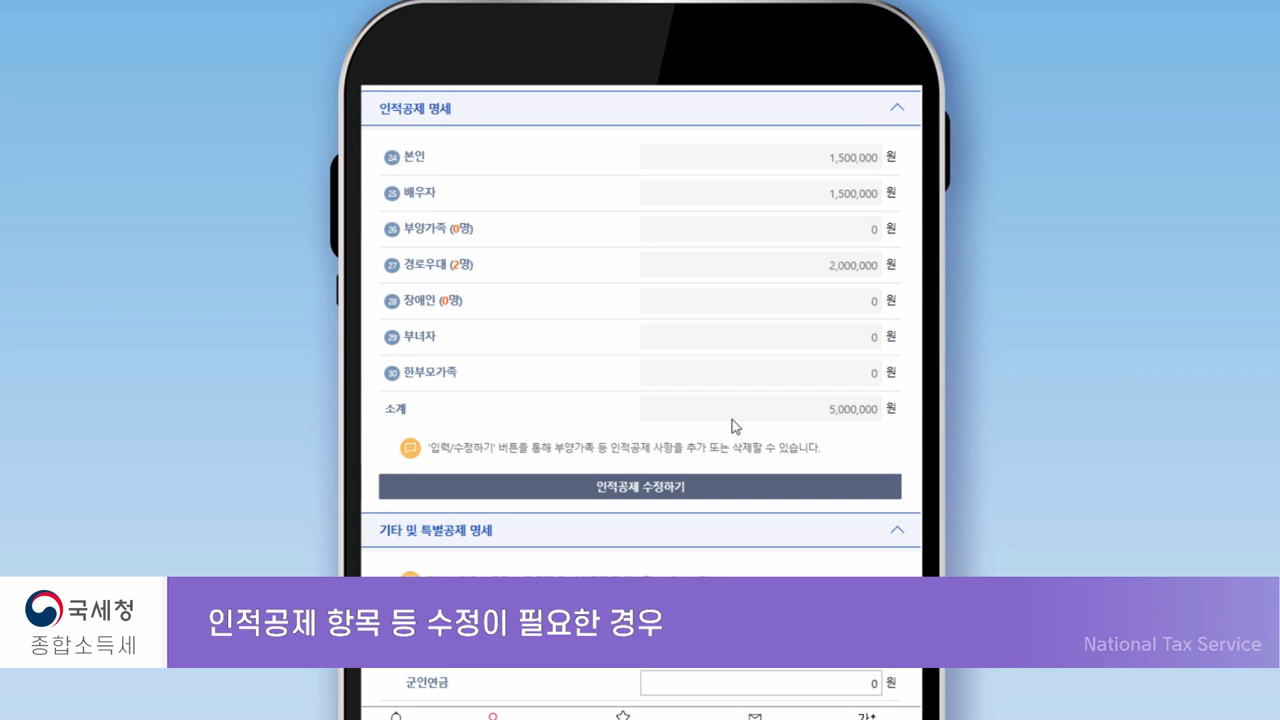 인적공제 명세
24 본인 1,500,000 원
25 배우자 1,500,000 원
26 부양가족 (0명) 0 원
27 경로우대 (2명) 2,000,000 원
28 장애인 (0명) 0 원
29 부녀자 0 원
30 한부모가족 0 원
소계 5,000,000 원
'입력/수정하기' 버튼을 통해 부양가족 등 인적공제 사항을 추가 또는 삭제할 수 있습니다.
인적공제 수정하기
기타 및 특별공제 명세
국세청
종합소득세
인적공제 항목 등 수정이 필요한 경우
National Tax Service
군인연금 0 원